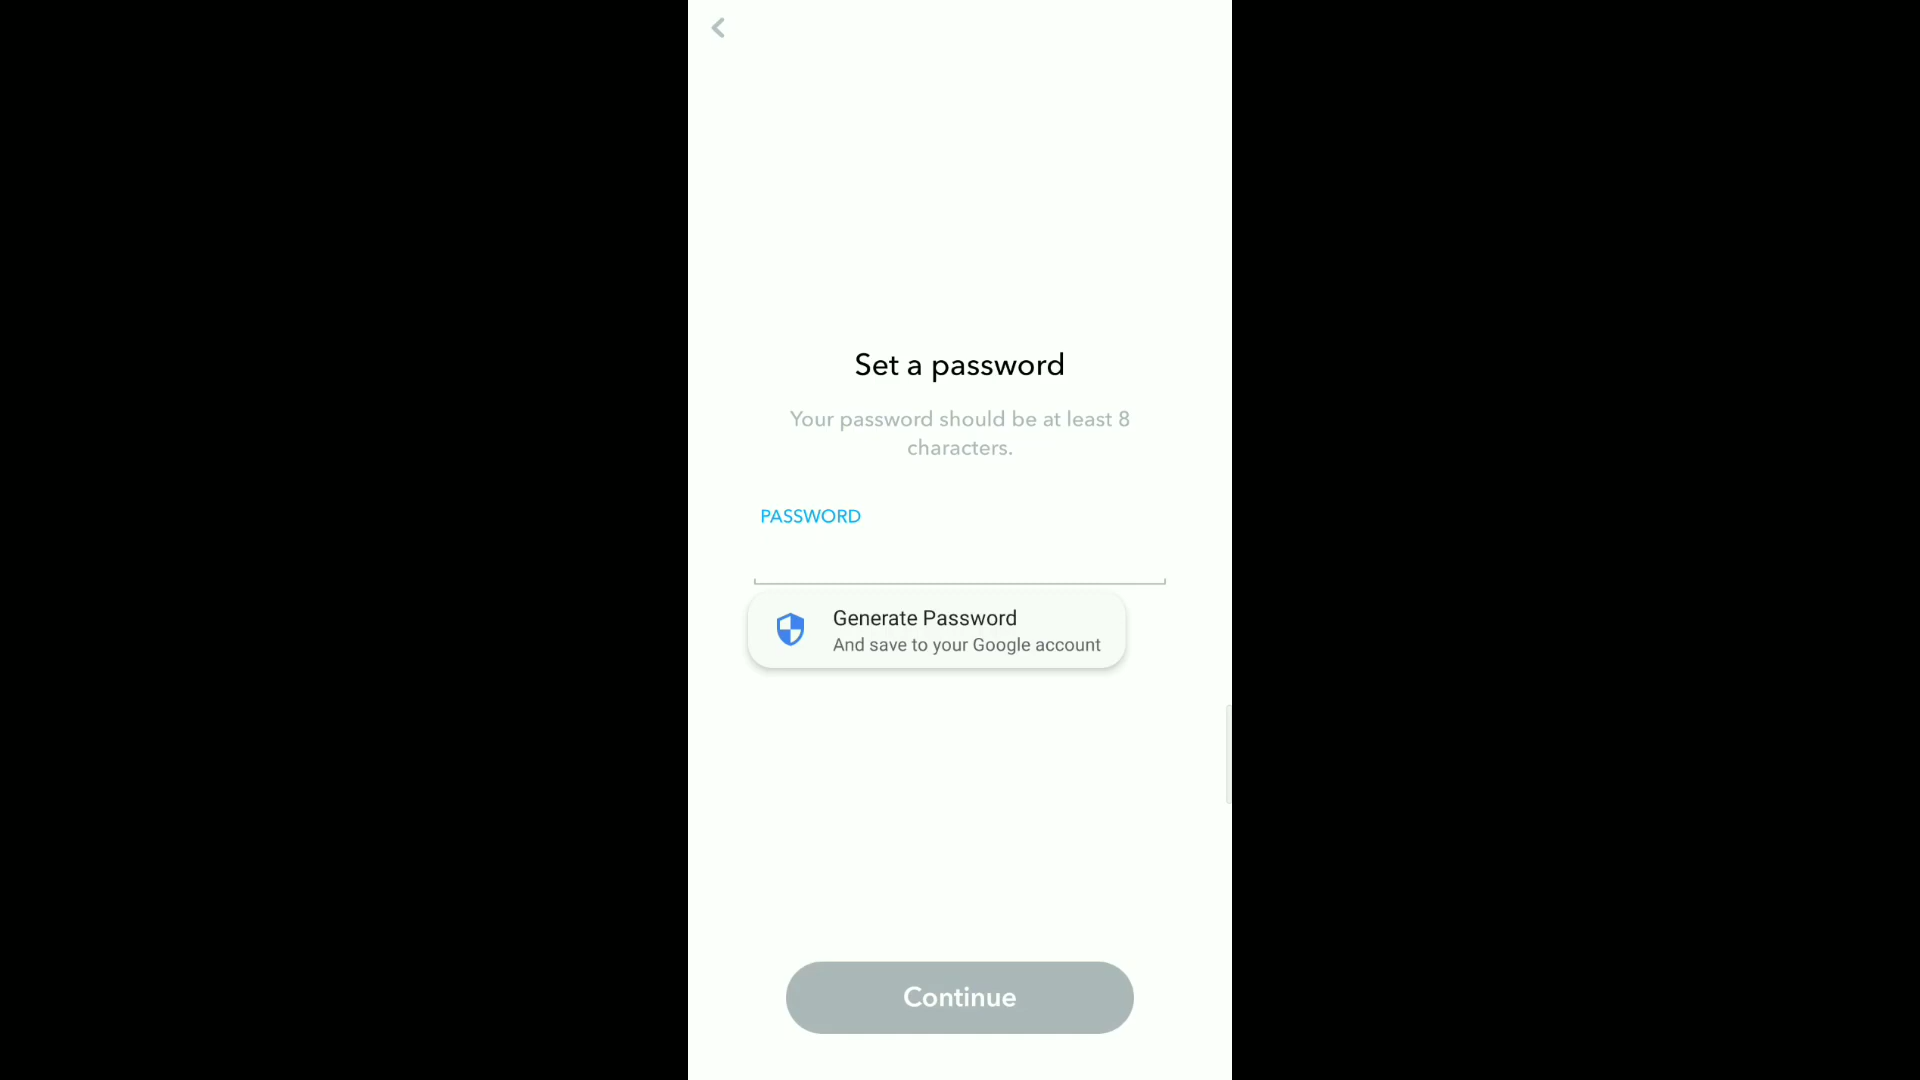 Set a password
Your password should be at least 8
characters.
PASSWORD
Generate Password
And save to your Google account
Continue